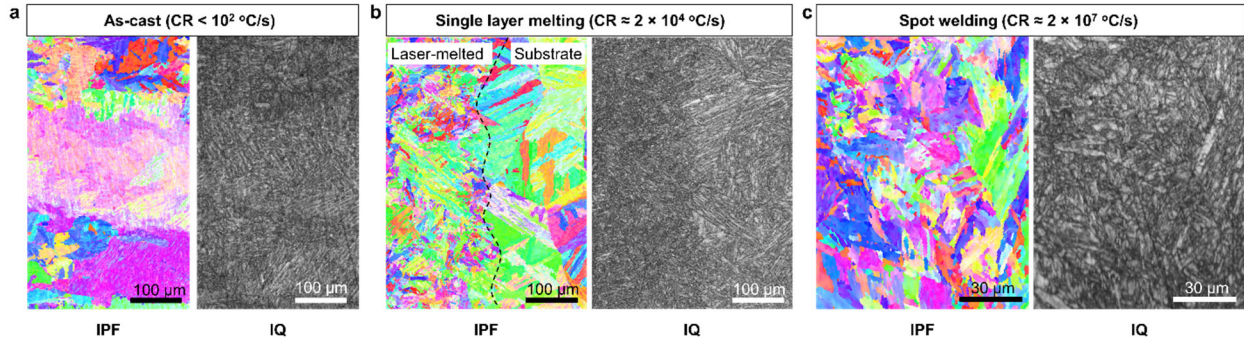 a
As-cast (CR < 10² °C/s)
100 μm
100 μm
IPF
IQ
b
Single layer melting (CR ≈ 2 × 10⁴ °C/s)
Laser-melted
Substrate
100 μm
100 μm
IPF
IQ
c
Spot welding (CR ≈ 2 × 10⁷ °C/s)
30 μm
30 μm
IPF
IQ